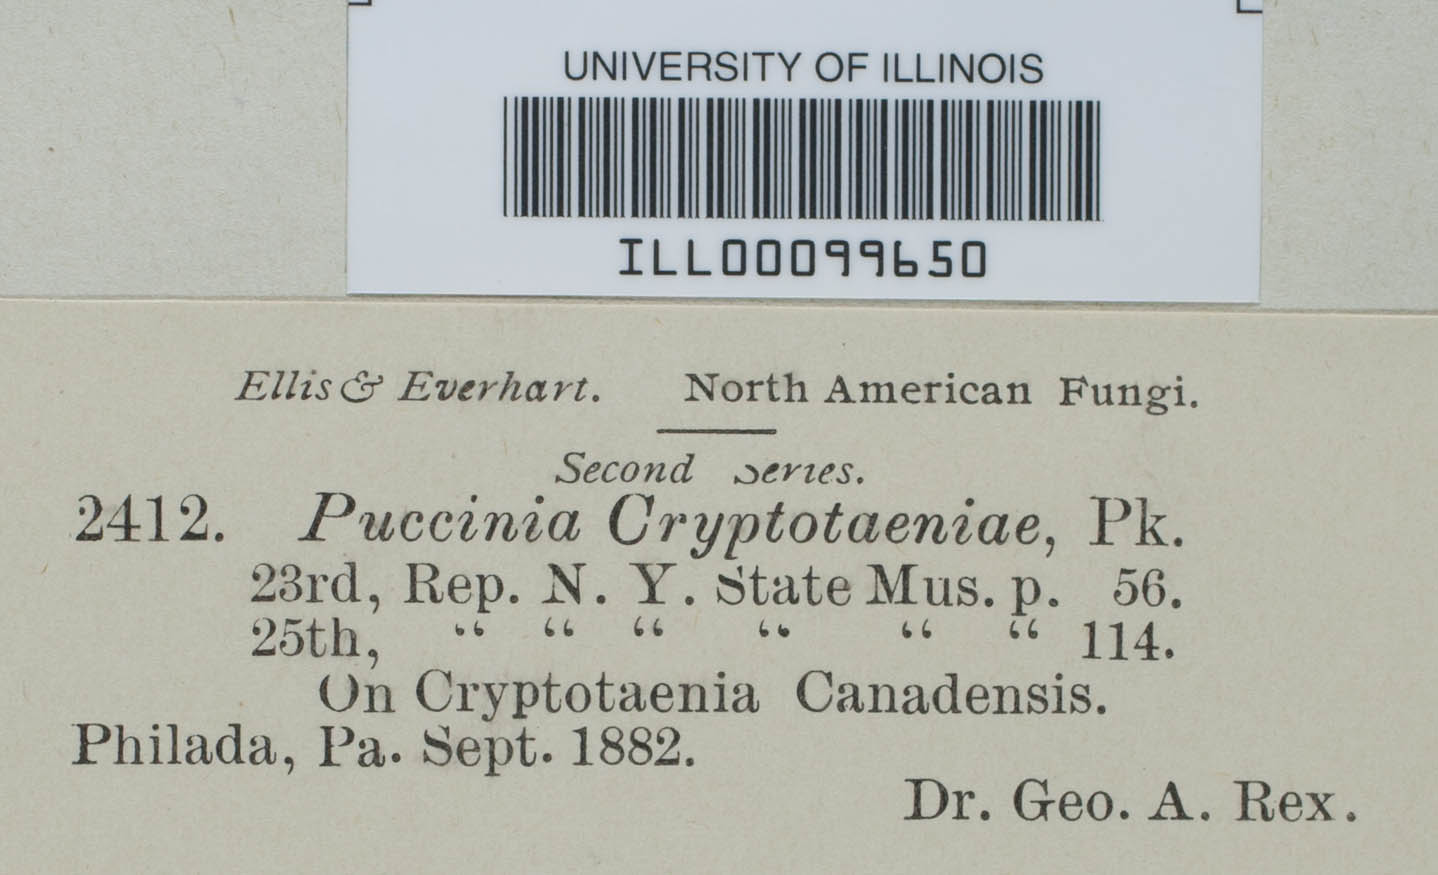 UNIVERSITY OF ILLINOIS
ILL00099650
Ellis & Everhart. North American Fungi.
Second Series.
2412. Puccinia Cryptotaeniae, Pk.
23rd, Rep. N. Y. State Mus. p. 56.
25th, “ “ “ “ “ “ 114.
On Cryptotaenia Canadensis.
Philada, Pa. Sept. 1882.
Dr. Geo. A. Rex.